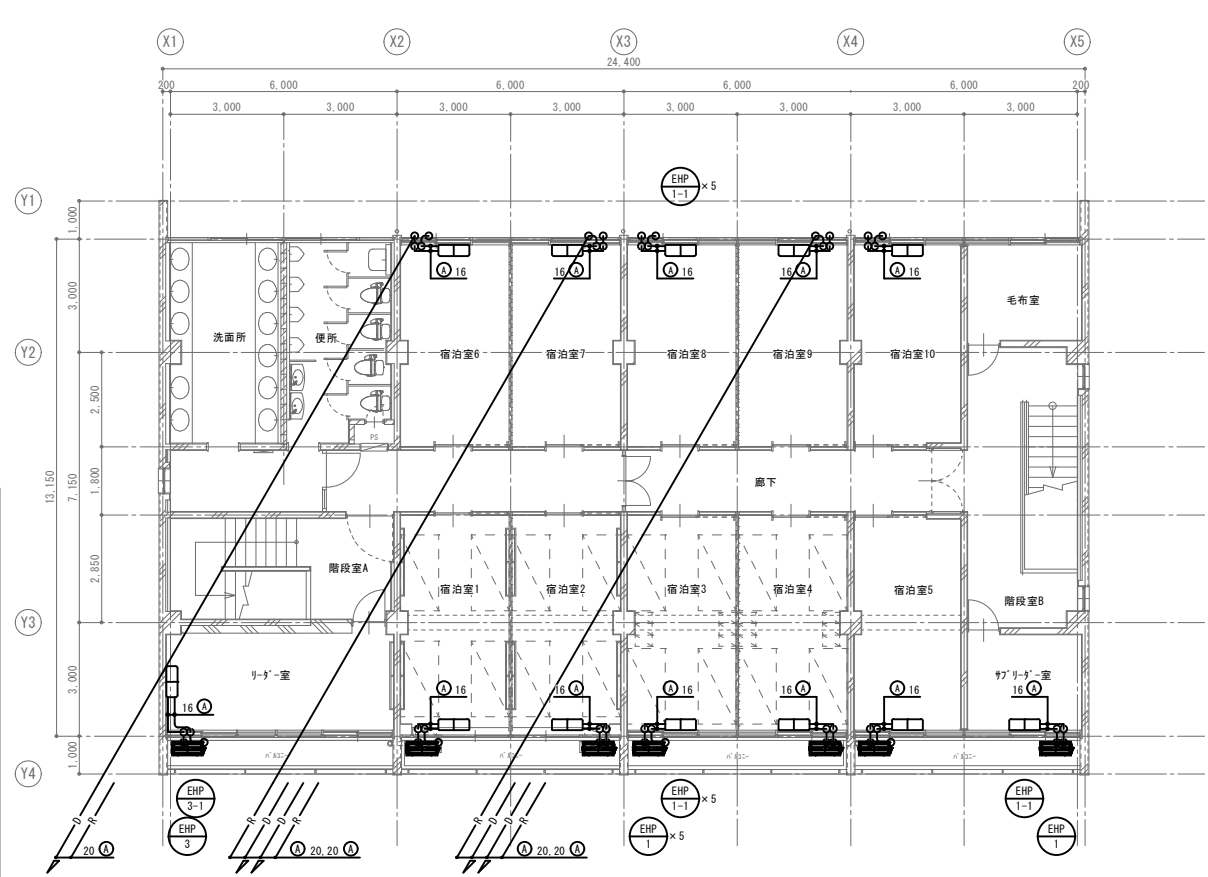 X1 X2 X3 X4 X5
24,400
200 6,000 6,000 6,000 6,000 200
3,000 3,000 3,000 3,000 3,000 3,000 3,000 3,000
EHP
1-1
×5
Y1
1,000
Ⓐ 16 16 Ⓐ Ⓐ 16 16 Ⓐ Ⓐ 16
3,000
毛布室
洗面所 便所 宿泊室6 宿泊室7 宿泊室8 宿泊室9 宿泊室10
Y2
2,500
PS
13,150 7,150 1,800
廊下
2,850
階段室A 宿泊室1 宿泊室2 宿泊室3 宿泊室4 宿泊室5 階段室B
Y3
3,000
リーダー室 サブリーダー室
Ⓐ 16 16 Ⓐ Ⓐ 16 16 Ⓐ Ⓐ 16 16 Ⓐ
16 Ⓐ
1,000
バルコニー バルコニー バルコニー バルコニー
Y4
EHP
3-1
EHP
1-1
×5
EHP
1-1
EHP
3
EHP
1
×5
EHP
1
D R R D D R R D D R
20 Ⓐ Ⓐ 20,20 Ⓐ Ⓐ 20,20 Ⓐ